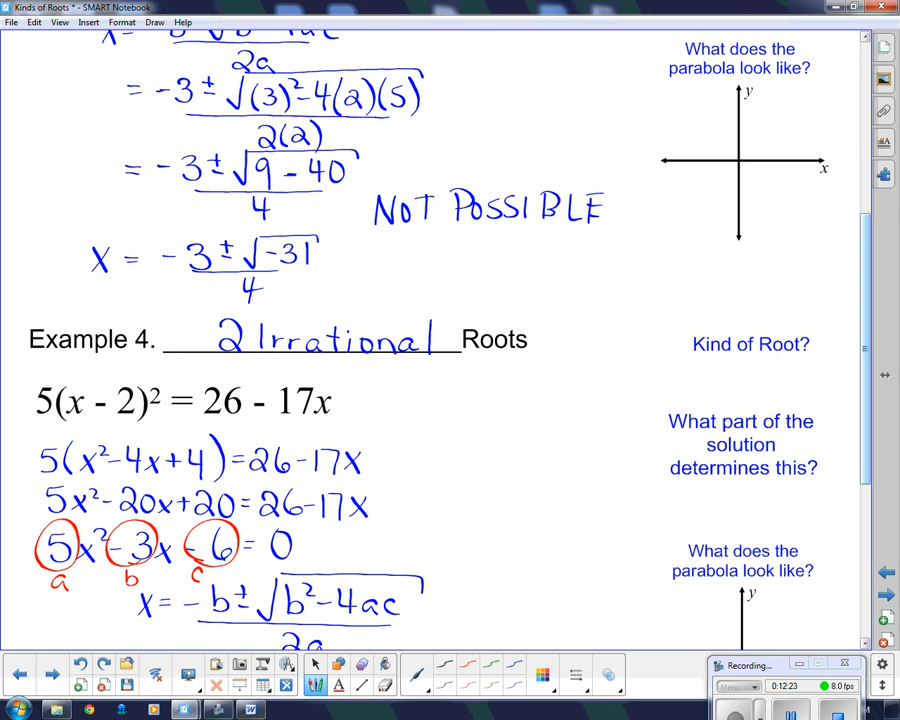 Kinds of Roots * - SMART Notebook
File Edit View Insert Format Draw Window Help
2a
What does the
parabola look like?
= -3 ± √(3)² - 4(2)(5)
2(2)
y
x
= -3 ± √9 - 40
4
NOT POSSIBLE
x = -3 ± √-31
4
Example 4. 2 Irrational Roots
Kind of Root?
5(x - 2)² = 26 - 17x
What part of the
solution
determines this?
5(x² - 4x + 4) = 26 - 17x
5x² - 20x + 20 = 26 - 17x
5x² - 3x - 6 = 0
a b c
What does the
parabola look like?
x = -b ± √b² - 4ac
2a
y
Recording...
Menu
0:12:23 8.0 fps